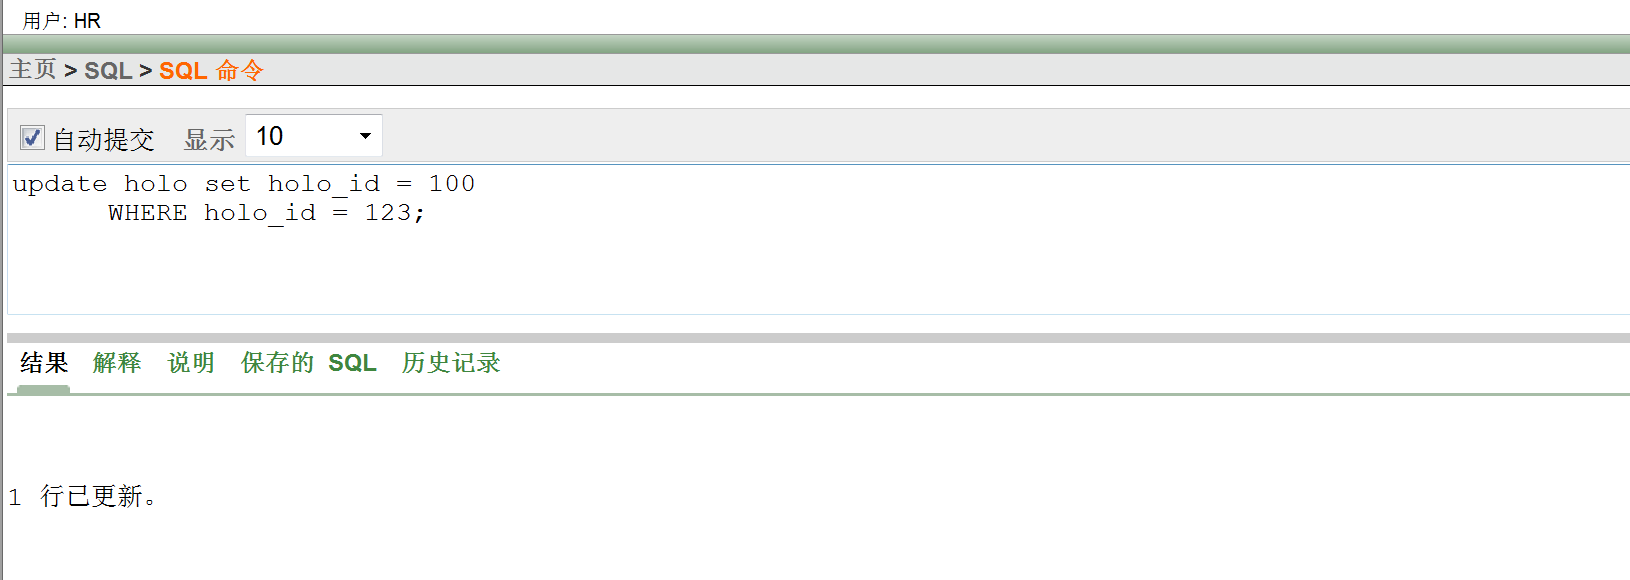 用户: HR
主页 > SQL > SQL 命令
自动提交 显示 10
update holo set holo_id = 100
WHERE holo_id = 123;
结果 解释 说明 保存的 SQL 历史记录
1 行已更新。